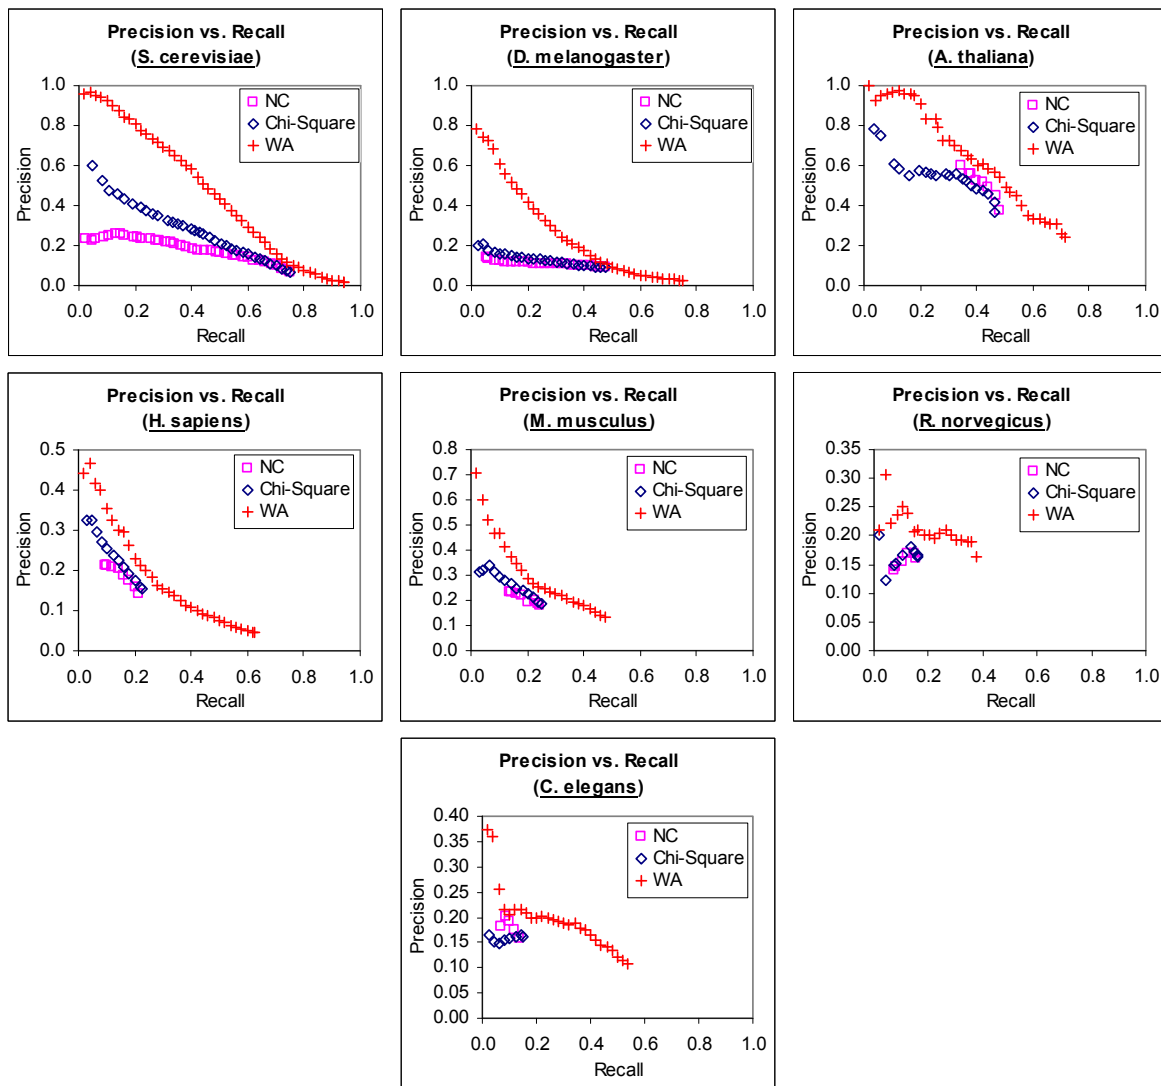 Precision vs. Recall
(S. cerevisiae)
1.0
0.8
0.6
0.4
0.2
0.0
Precision
NC
Chi-Square
WA
0.0 0.2 0.4 0.6 0.8 1.0
Recall
Precision vs. Recall
(D. melanogaster)
1.0
0.8
0.6
0.4
0.2
0.0
Precision
NC
Chi-Square
WA
0.0 0.2 0.4 0.6 0.8 1.0
Recall
Precision vs. Recall
(A. thaliana)
1.0
0.8
0.6
0.4
0.2
0.0
Precision
NC
Chi-Square
WA
0.0 0.2 0.4 0.6 0.8 1.0
Recall
Precision vs. Recall
(H. sapiens)
0.5
0.4
0.3
0.2
0.1
0.0
Precision
NC
Chi-Square
WA
0.0 0.2 0.4 0.6 0.8 1.0
Recall
Precision vs. Recall
(M. musculus)
0.8
0.7
0.6
0.5
0.4
0.3
0.2
0.1
0.0
Precision
NC
Chi-Square
WA
0.0 0.2 0.4 0.6 0.8 1.0
Recall
Precision vs. Recall
(R. norvegicus)
0.35
0.30
0.25
0.20
0.15
0.10
0.05
0.00
Precision
NC
Chi-Square
WA
0.0 0.2 0.4 0.6 0.8 1.0
Recall
Precision vs. Recall
(C. elegans)
0.40
0.35
0.30
0.25
0.20
0.15
0.10
0.05
0.00
Precision
NC
Chi-Square
WA
0.0 0.2 0.4 0.6 0.8 1.0
Recall